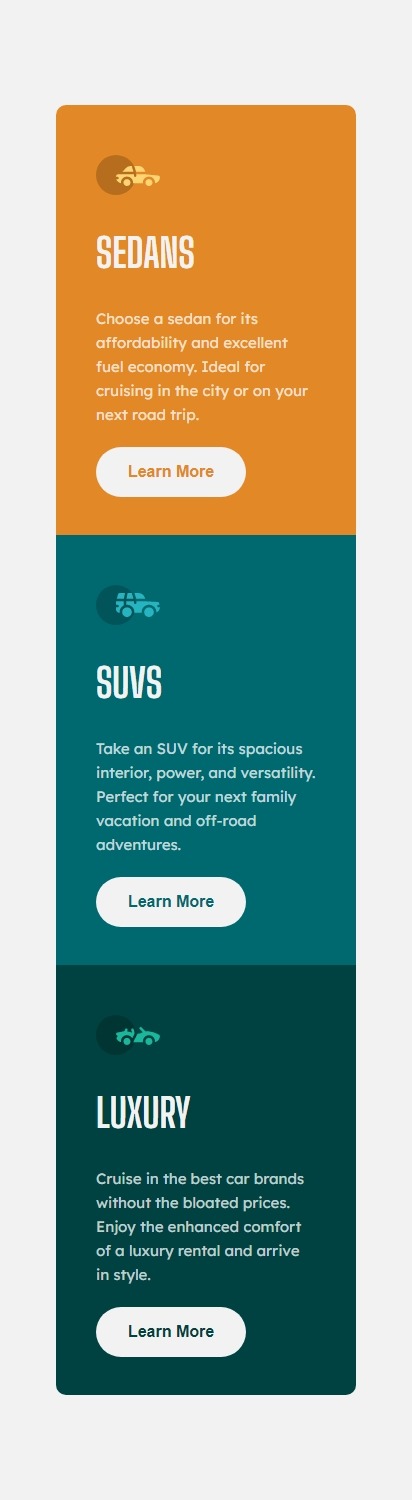 SEDANS
Choose a sedan for its
affordability and excellent
fuel economy. Ideal for
cruising in the city or on your
next road trip.
Learn More
SUVS
Take an SUV for its spacious
interior, power, and versatility.
Perfect for your next family
vacation and off-road
adventures.
Learn More
LUXURY
Cruise in the best car brands
without the bloated prices.
Enjoy the enhanced comfort
of a luxury rental and arrive
in style.
Learn More